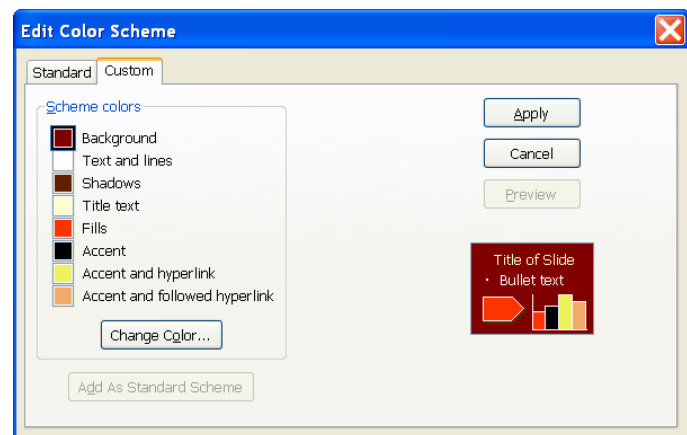 Edit Color Scheme
Standard
Custom
Scheme colors
Background
Text and lines
Shadows
Title text
Fills
Accent
Accent and hyperlink
Accent and followed hyperlink
Change Color...
Add As Standard Scheme
Apply
Cancel
Preview
Title of Slide
• Bullet text